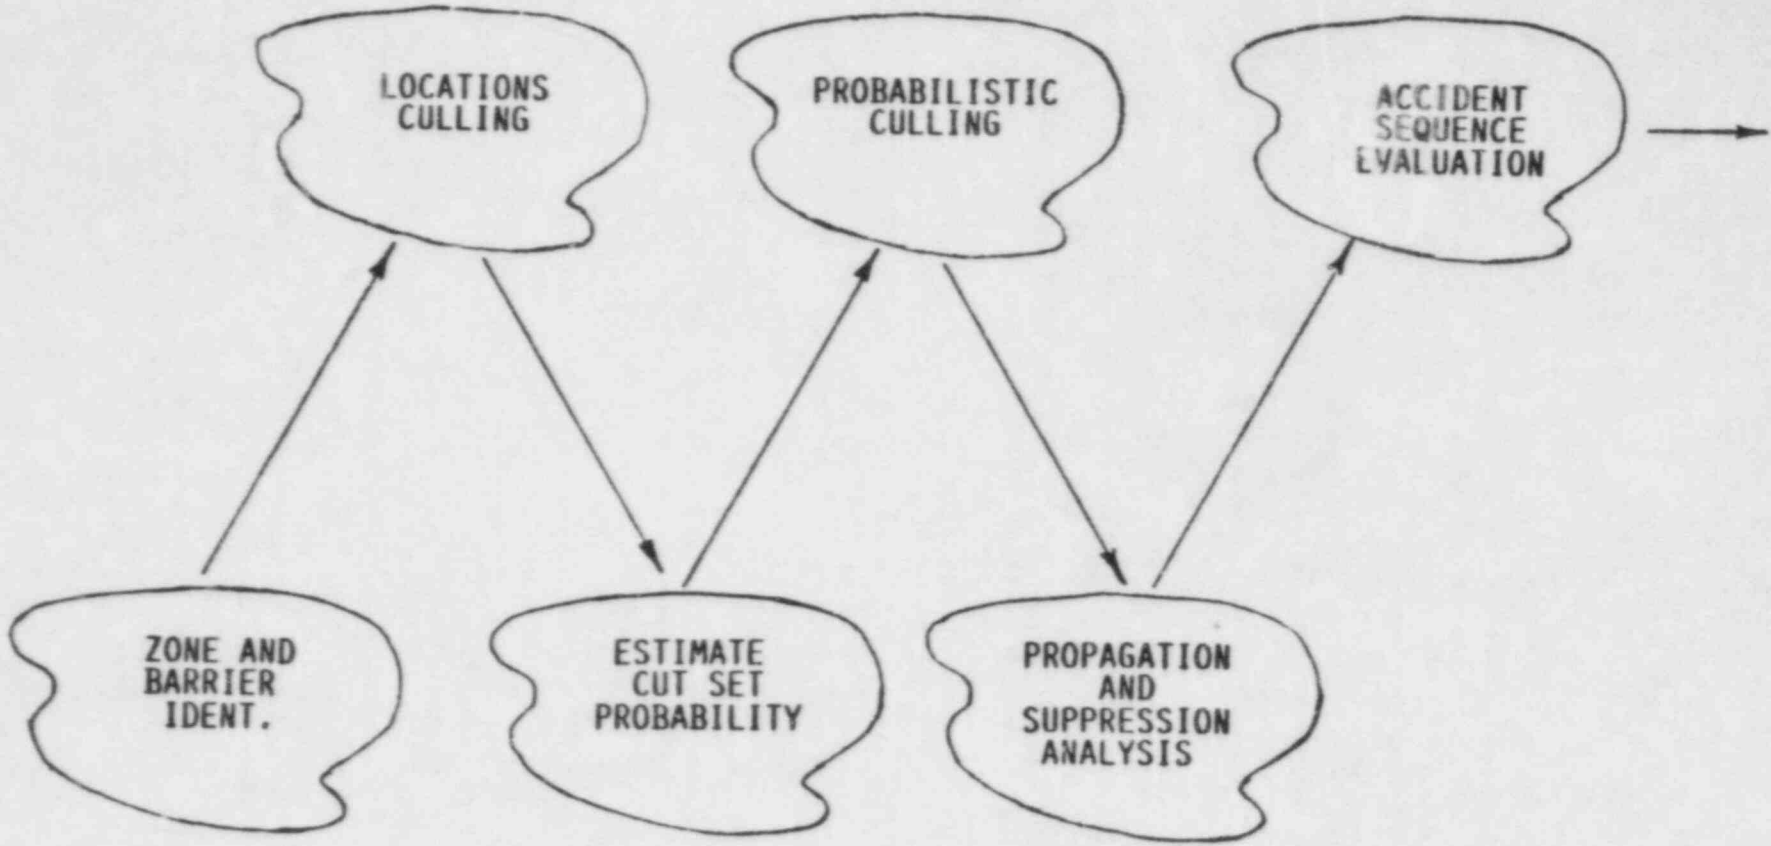 LOCATIONS
CULLING
PROBABILISTIC
CULLING
ACCIDENT
SEQUENCE
EVALUATION
ZONE AND
BARRIER
IDENT.
ESTIMATE
CUT SET
PROBABILITY
PROPAGATION
AND
SUPPRESSION
ANALYSIS